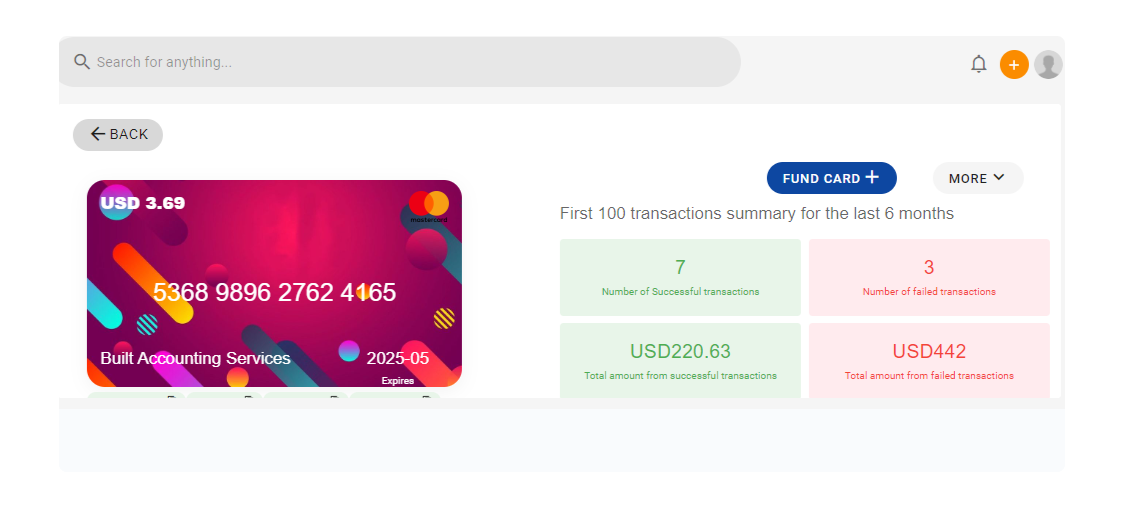 Search for anything...
BACK
FUND CARD
MORE
USD 3.69
mastercard
5368 9896 2762 4165
Built Accounting Services
2025-05
Expires
First 100 transactions summary for the last 6 months
7
Number of Successful transactions
3
Number of failed transactions
USD220.63
Total amount from successful transactions
USD442
Total amount from failed transactions